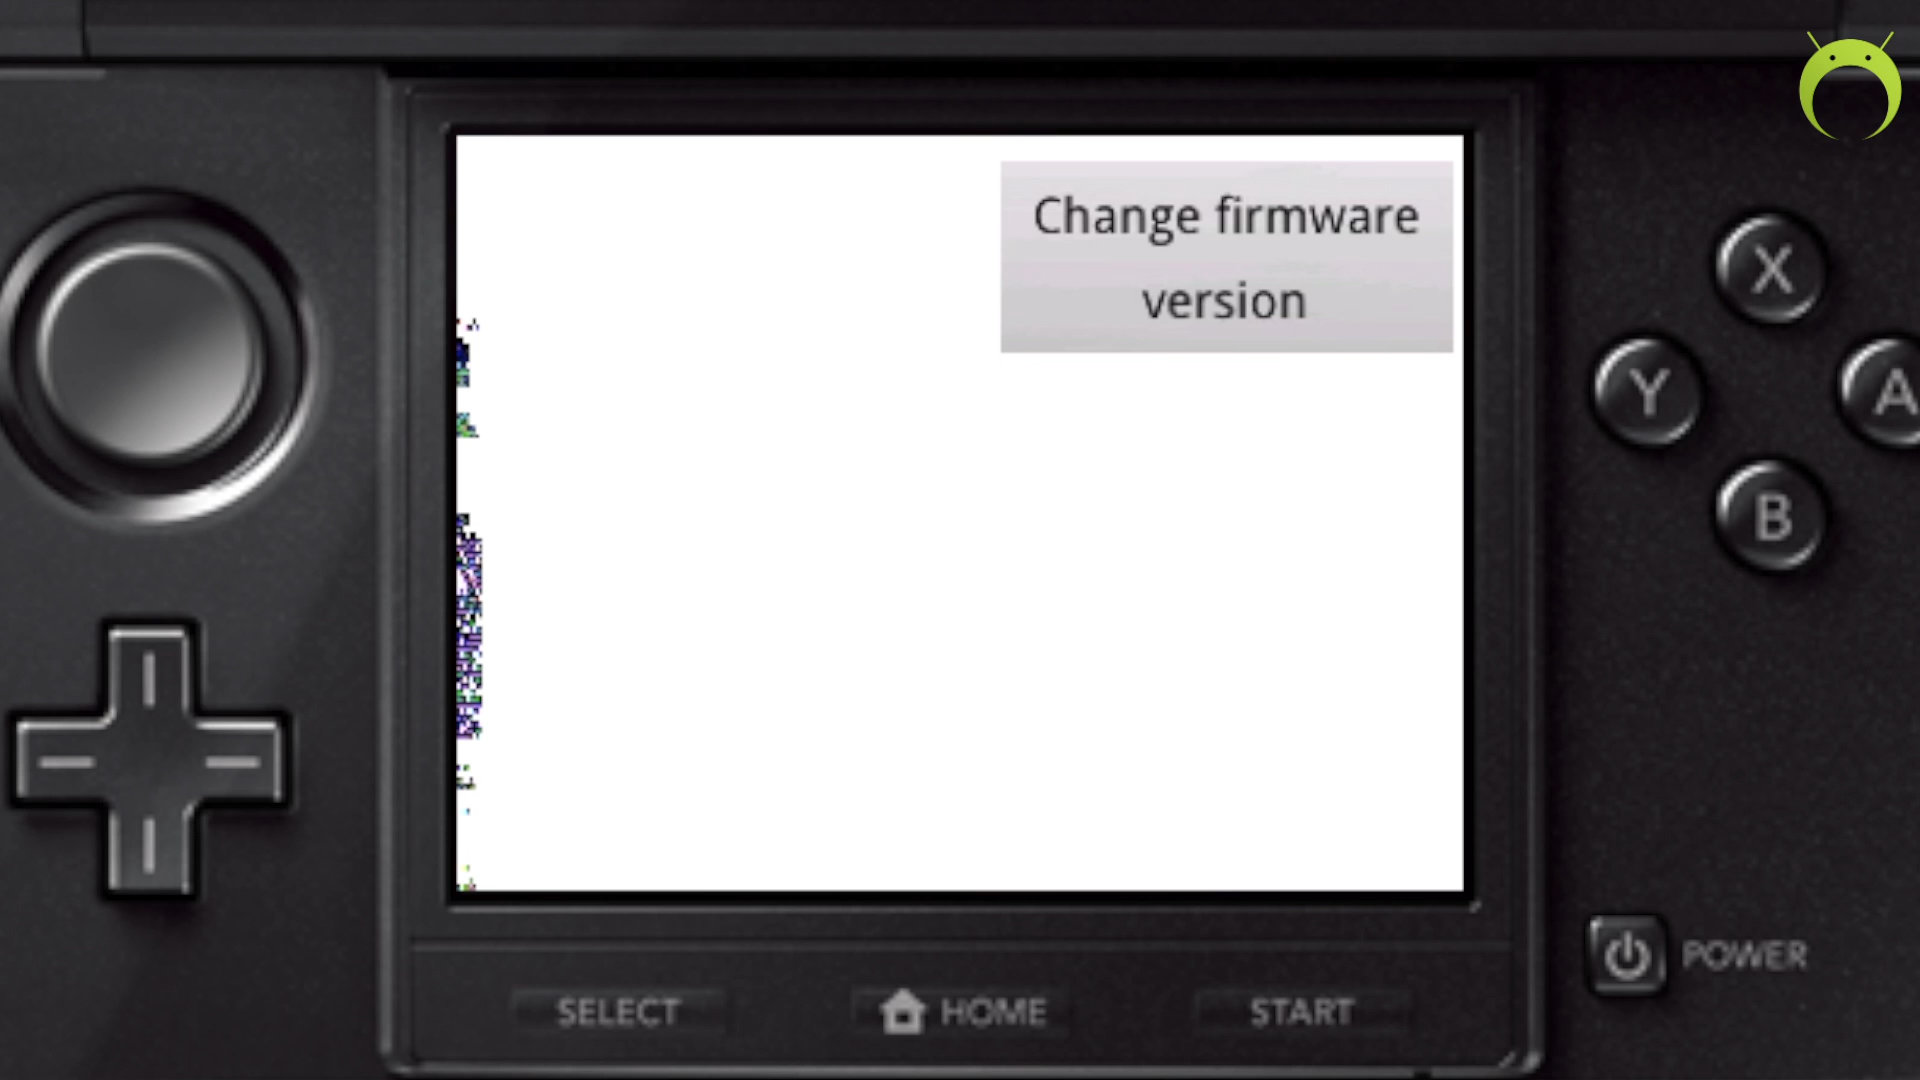 Change firmware
version
X
Y
A
B
POWER
SELECT
HOME
START